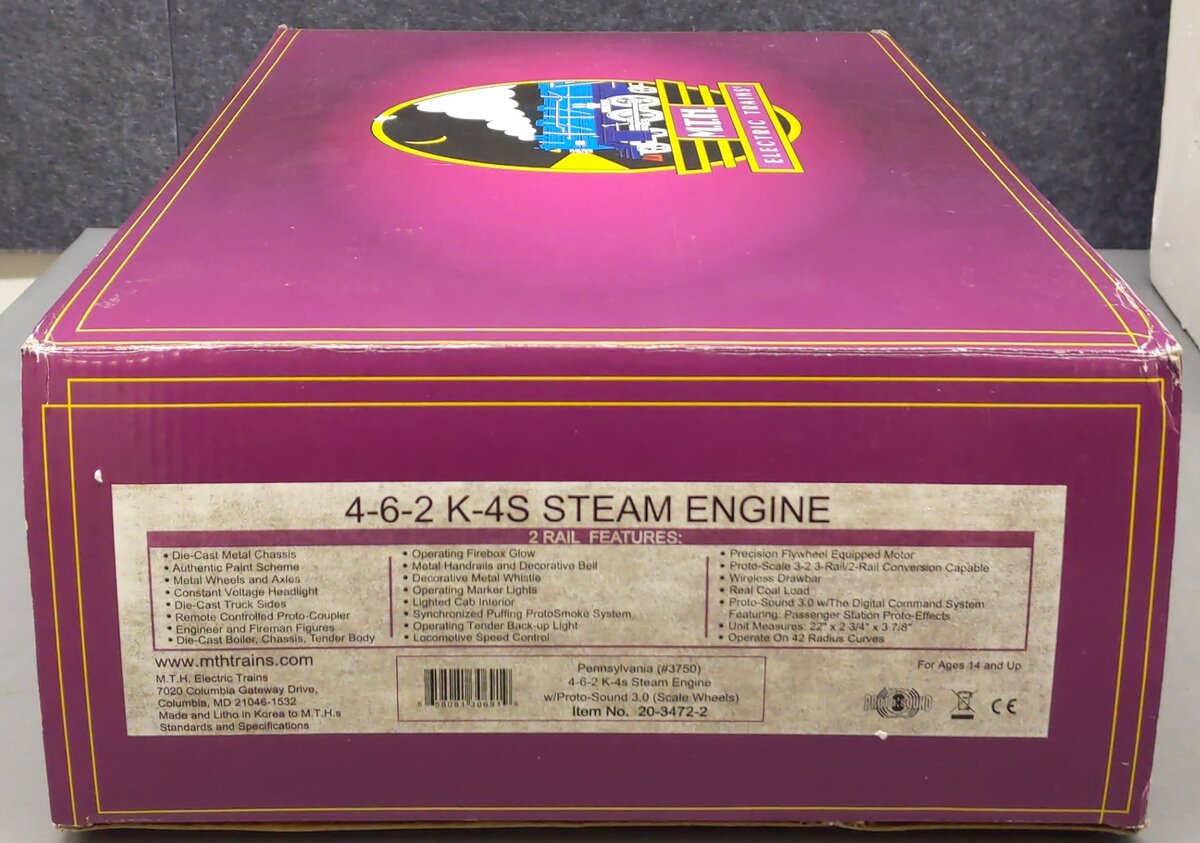 M.T.H.
ELECTRIC TRAINS
4-6-2 K-4S STEAM ENGINE
2 RAIL FEATURES:
• Die-Cast Metal Chassis
• Authentic Paint Scheme
• Metal Wheels and Axles
• Constant Voltage Headlight
• Die-Cast Truck Sides
• Remote Controlled Proto-Coupler
• Engineer and Fireman Figures
• Die-Cast Boiler, Chassis, Tender Body
• Operating Firebox Glow
• Metal Handrails and Decorative Bell
• Decorative Metal Whistle
• Operating Marker Lights
• Lighted Cab Interior
• Synchronized Puffing ProtoSmoke System
• Operating Tender Back-up Light
• Locomotive Speed Control
• Precision Flywheel Equipped Motor
• Proto-Scale 3-2 3-Rail/2-Rail Conversion Capable
• Wireless Drawbar
• Real Coal Load
• Proto-Sound 3.0 w/The Digital Command System
Featuring: Passenger Station Proto-Effects
• Unit Measures: 22" x 2 3/4" x 3 7/8"
• Operate On 42 Radius Curves
www.mthtrains.com
M.T.H. Electric Trains
7020 Columbia Gateway Drive,
Columbia, MD 21046-1532
Made and Litho in Korea to M.T.H.s
Standards and Specifications
Pennsylvania (#3750)
4-6-2 K-4s Steam Engine
w/Proto-Sound 3.0 (Scale Wheels)
Item No. 20-3472-2
For Ages 14 and Up
CE